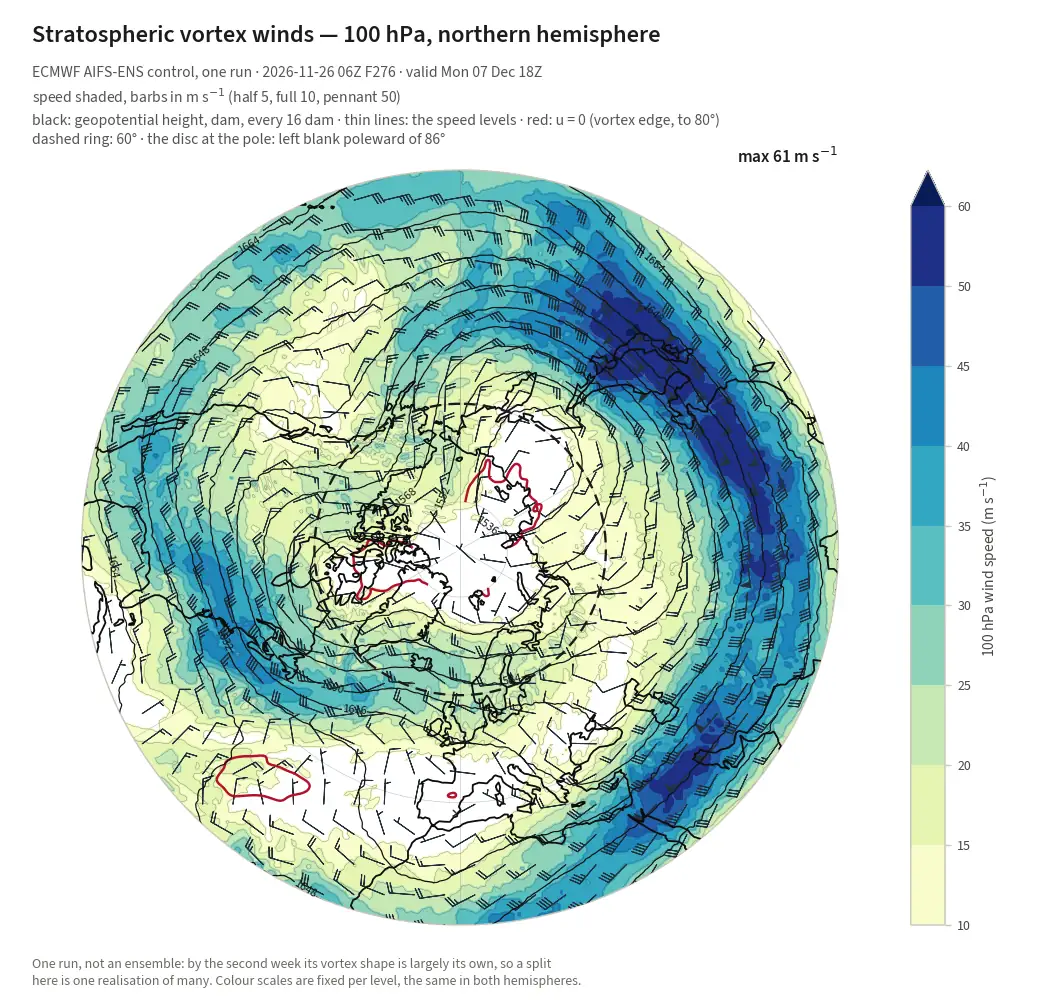 Stratospheric vortex winds — 100 hPa, northern hemisphere
ECMWF AIFS-ENS control, one run · 2026-11-26 06Z F276 · valid Mon 07 Dec 18Z
speed shaded, barbs in m s⁻¹ (half 5, full 10, pennant 50)
black: geopotential height, dam, every 16 dam · thin lines: the speed levels · red: u = 0 (vortex edge, to 80°)
dashed ring: 60° · the disc at the pole: left blank poleward of 86°
max 61 m s⁻¹
1664
1664
1648
1568
1536
60
50
45
40
35
30
25
20
15
10
100 hPa wind speed (m s⁻¹)
One run, not an ensemble: by the second week its vortex shape is largely its own, so a split
here is one realisation of many. Colour scales are fixed per level, the same in both hemispheres.